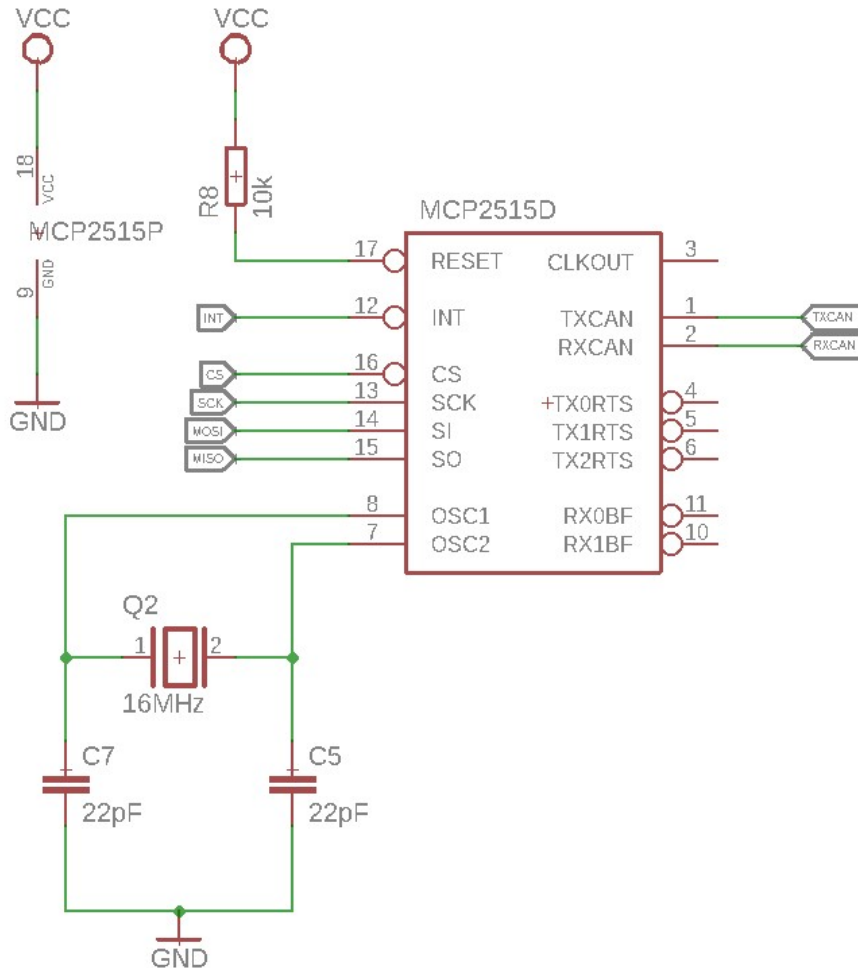 VCC
VCC
18
VCC
MCP2515P
GND
9
GND
R8
10k
MCP2515D
17
RESET
CLKOUT
3
INT
12
INT
TXCAN
1
TXCAN
RXCAN
2
RXCAN
CS
16
CS
SCK
13
SCK
TX0RTS
4
MOSI
14
SI
TX1RTS
5
MISO
15
SO
TX2RTS
6
8
OSC1
RX0BF
11
7
OSC2
RX1BF
10
Q2
1
2
16MHz
C7
22pF
C5
22pF
GND